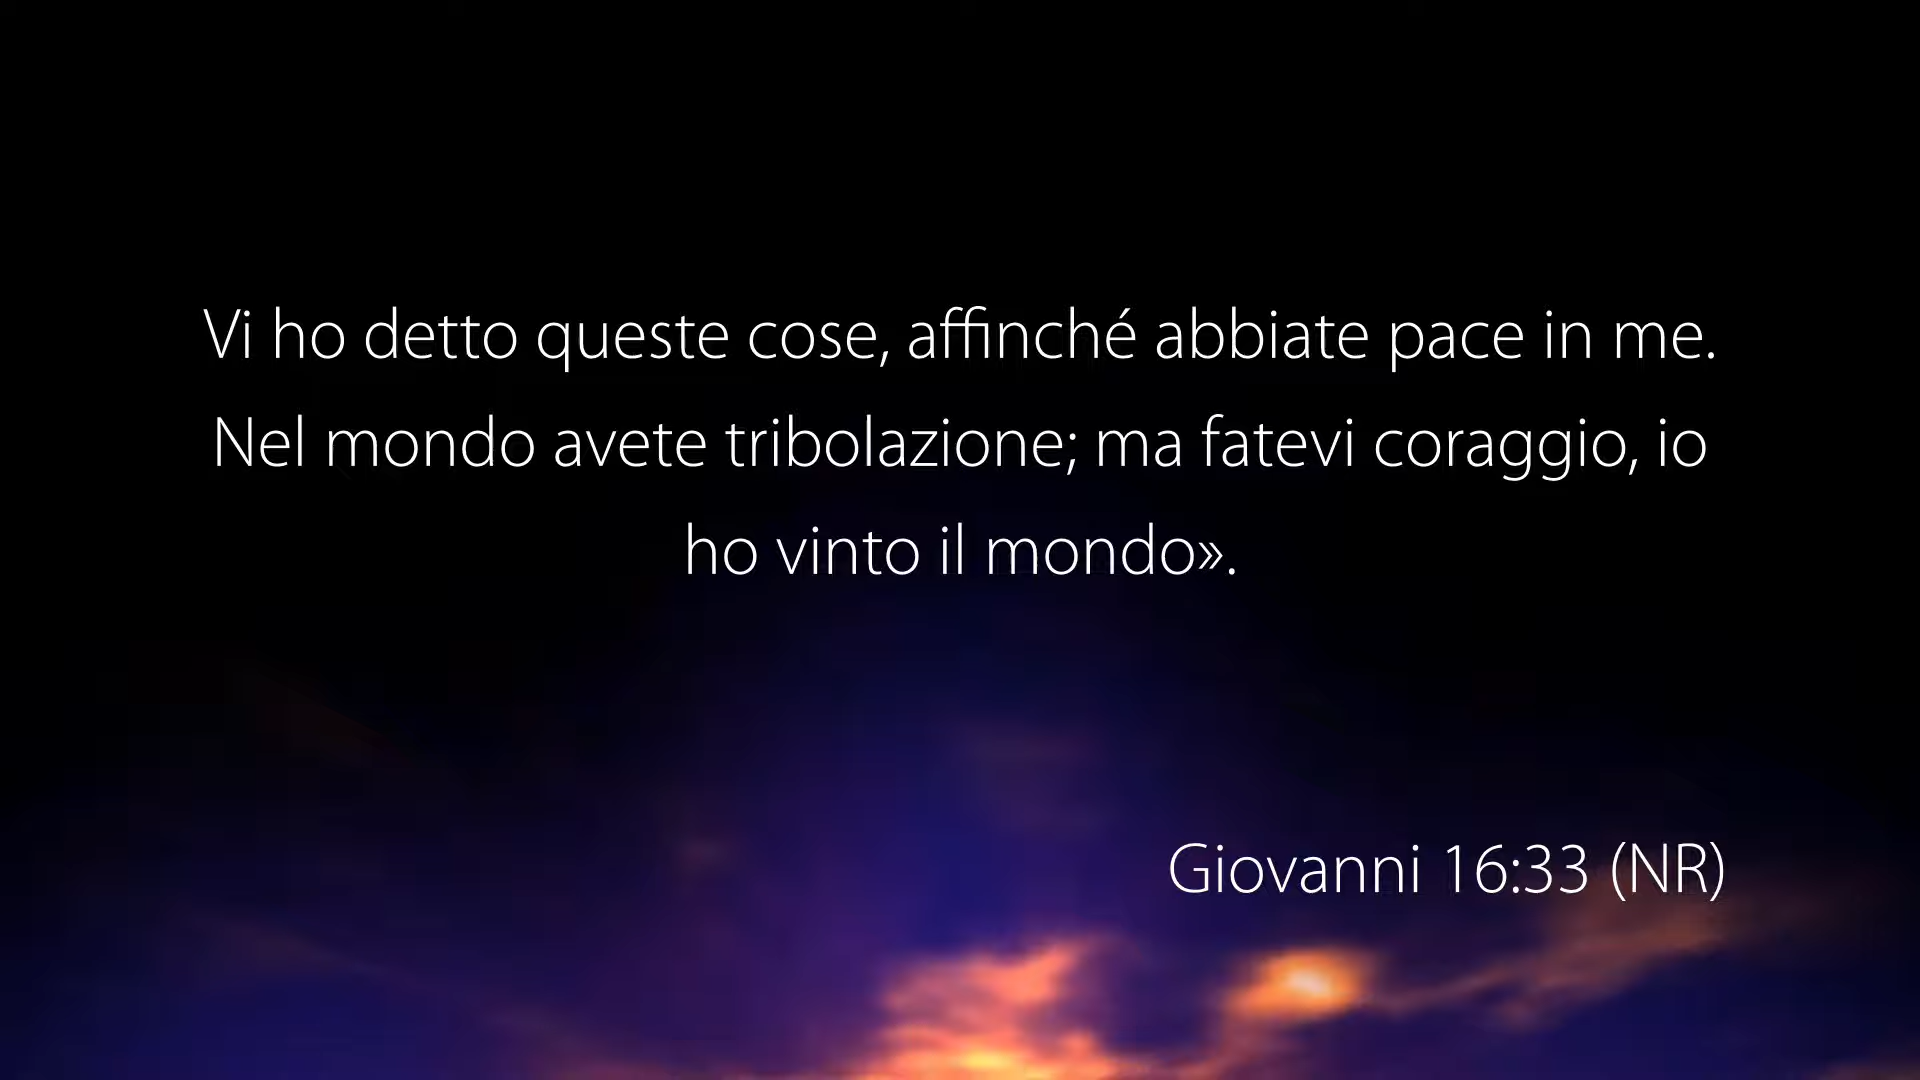 Vi ho detto queste cose, affinché abbiate pace in me.
Nel mondo avete tribolazione; ma fatevi coraggio, io
ho vinto il mondo».
Giovanni 16:33 (NR)